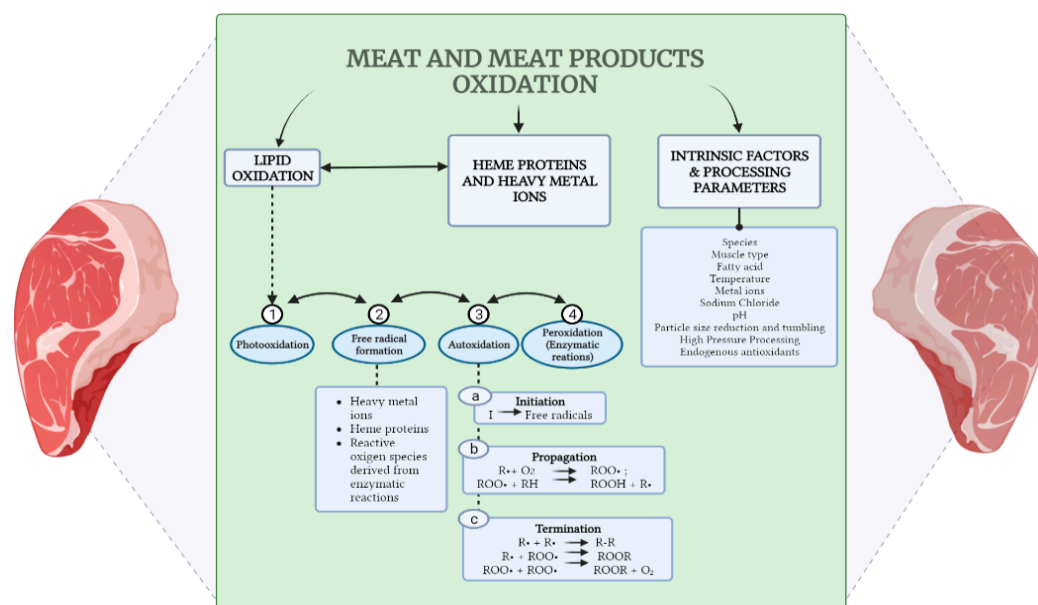 MEAT AND MEAT PRODUCTS
OXIDATION
LIPID
OXIDATION
HEME PROTEINS
AND HEAVY METAL
IONS
INTRINSIC FACTORS
& PROCESSING
PARAMETERS
Species
Muscle type
Fatty acid
Temperature
Metal ions
Sodium Chloride
pH
Particle size reduction and tumbling
High Pressure Processing
Endogenous antioxidants
1
Photooxidation
2
Free radical
formation
3
Autoxidation
4
Peroxidation
(Enzymatic
reations)
• Heavy metal
ions
• Heme proteins
• Reactive
oxigen species
derived from
enzymatic
reactions
a
Initiation
I → Free radicals
b
Propagation
R•+ O2 → ROO• ;
ROO• + RH → ROOH + R•
c
Termination
R• + R• → R-R
R• + ROO• → ROOR
ROO• + ROO• → ROOR + O₂